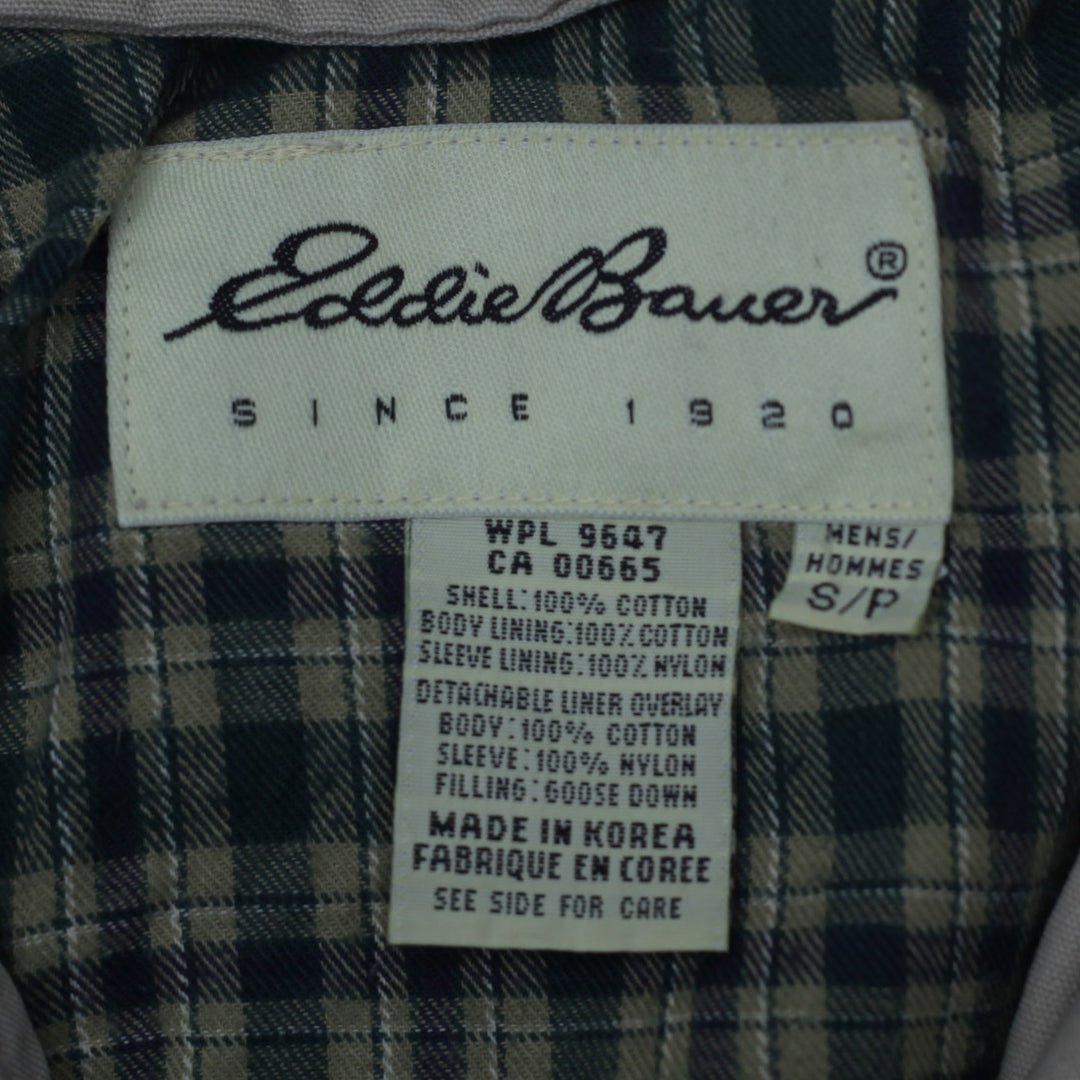 Eddie Bauer®
SINCE 1920
WPL 9647
CA 00665
SHELL:100% COTTON
BODY LINING:100% COTTON
SLEEVE LINING:100% NYLON
DETACHABLE LINER OVERLAY
BODY:100% COTTON
SLEEVE:100% NYLON
FILLING:GOOSE DOWN
MADE IN KOREA
FABRIQUE EN COREE
SEE SIDE FOR CARE
MENS/
HOMMES
S/P